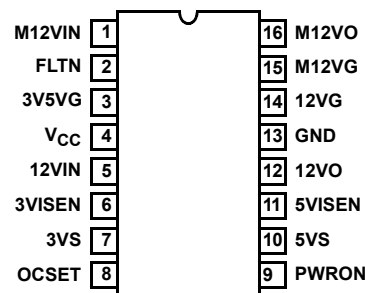 M12VIN 1 16 M12VO
FLTN 2 15 M12VG
3V5VG 3 14 12VG
VCC 4 13 GND
12VIN 5 12 12VO
3VISEN 6 11 5VISEN
3VS 7 10 5VS
OCSET 8 9 PWRON